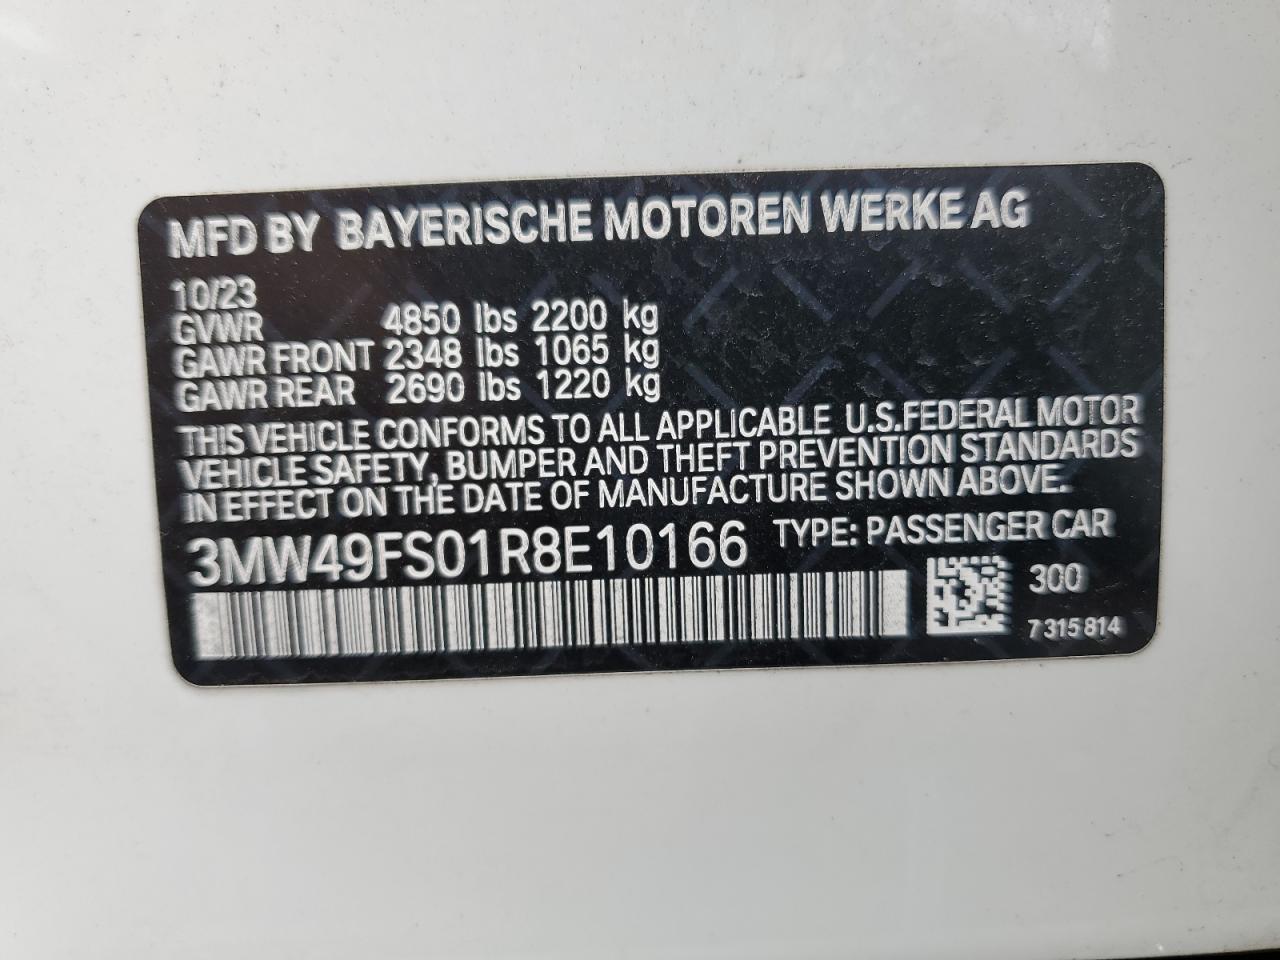 MFD BY BAYERISCHE MOTOREN WERKE AG
10/23
GVWR 4850 lbs 2200 kg
GAWR FRONT 2348 lbs 1065 kg
GAWR REAR 2690 lbs 1220 kg
THIS VEHICLE CONFORMS TO ALL APPLICABLE U.S.FEDERAL MOTOR
VEHICLE SAFETY, BUMPER AND THEFT PREVENTION STANDARDS
IN EFFECT ON THE DATE OF MANUFACTURE SHOWN ABOVE.
3MW49FS01R8E10166 TYPE: PASSENGER CAR
300
7 315 814